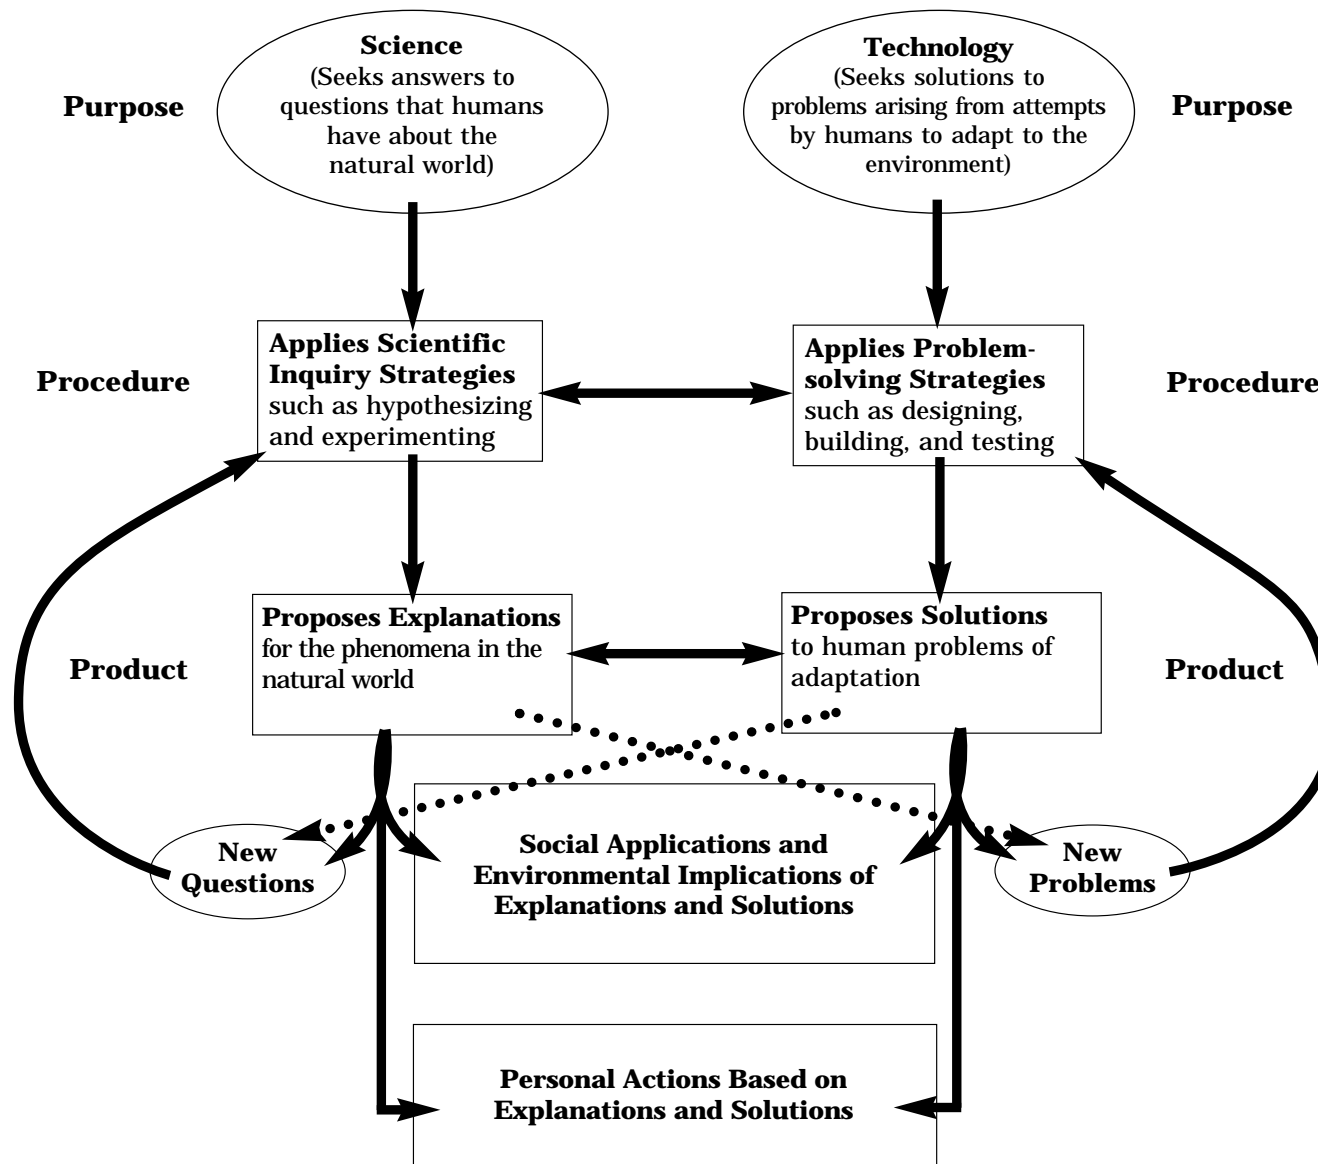 Science
(Seeks answers to
questions that humans
have about the
natural world)
Technology
(Seeks solutions to
problems arising from attempts
by humans to adapt to the
environment)
Purpose
Purpose
Applies Scientific
Inquiry Strategies
such as hypothesizing
and experimenting
Applies Problem-
solving Strategies
such as designing,
building, and testing
Procedure
Procedure
Proposes Explanations
for the phenomena in the
natural world
Proposes Solutions
to human problems of
adaptation
Product
Product
New
Questions
Social Applications and
Environmental Implications of
Explanations and Solutions
New
Problems
Personal Actions Based on
Explanations and Solutions